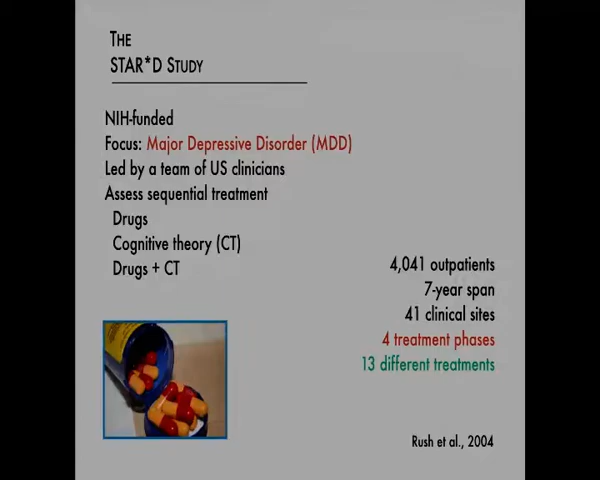 THE
STAR*D STUDY
NIH-funded
Focus: Major Depressive Disorder (MDD)
Led by a team of US clinicians
Assess sequential treatment
Drugs
Cognitive theory (CT)
Drugs + CT
4,041 outpatients
7-year span
41 clinical sites
4 treatment phases
13 different treatments
Rush et al., 2004